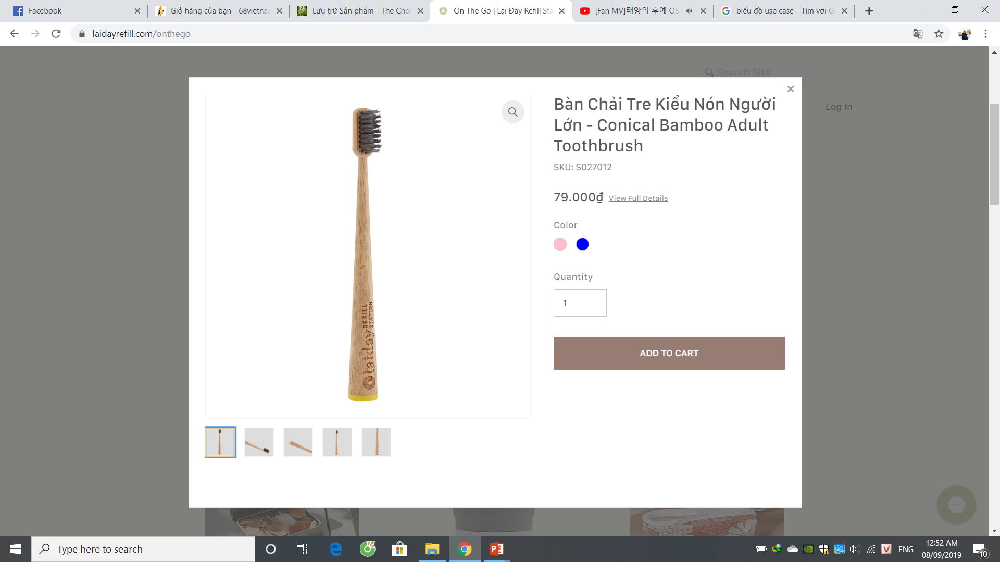 Facebook
Giỏ hàng của bạn - 68vietnar
Lưu trữ Sản phẩm - The Choi
On The Go | Lại Đây Refill Sta
[Fan MV]태양의 후예 OS
biểu đồ use case - Tìm với G
laidayrefill.com/onthego
Search Site
Log In
Bàn Chải Tre Kiểu Nón Người
Lớn - Conical Bamboo Adult
Toothbrush
SKU: S027012
79.000₫ View Full Details
Color
Quantity
1
ADD TO CART
laiday REFILL
STATION
Type here to search
ENG
12:52 AM
08/09/2019
10